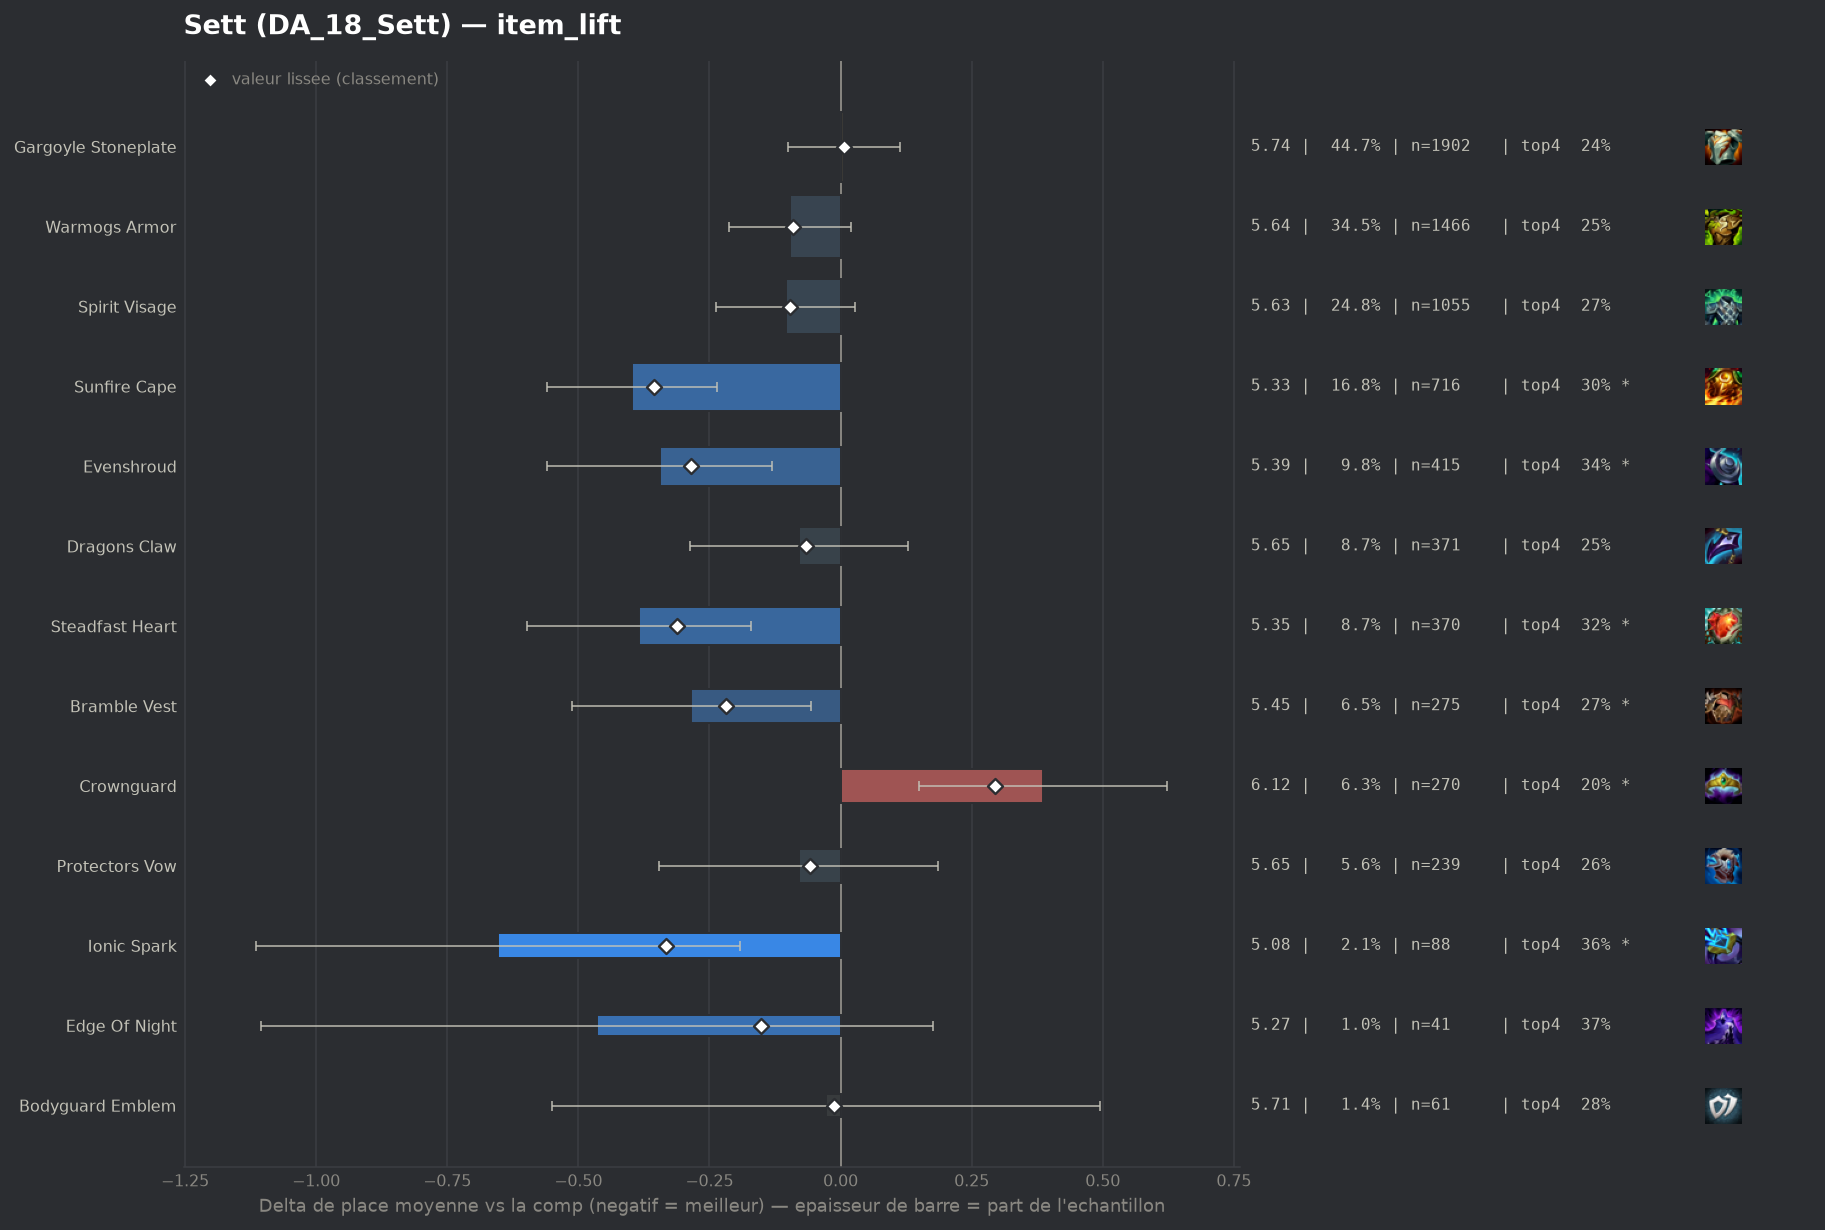 Sett (DA_18_Sett) — item_lift
valeur lissee (classement)
Gargoyle Stoneplate 5.74 | 44.7% | n=1902 | top4 24%
Warmogs Armor 5.64 | 34.5% | n=1466 | top4 25%
Spirit Visage 5.63 | 24.8% | n=1055 | top4 27%
Sunfire Cape 5.33 | 16.8% | n=716 | top4 30% *
Evenshroud 5.39 | 9.8% | n=415 | top4 34% *
Dragons Claw 5.65 | 8.7% | n=371 | top4 25%
Steadfast Heart 5.35 | 8.7% | n=370 | top4 32% *
Bramble Vest 5.45 | 6.5% | n=275 | top4 27% *
Crownguard 6.12 | 6.3% | n=270 | top4 20% *
Protectors Vow 5.65 | 5.6% | n=239 | top4 26%
Ionic Spark 5.08 | 2.1% | n=88 | top4 36% *
Edge Of Night 5.27 | 1.0% | n=41 | top4 37%
Bodyguard Emblem 5.71 | 1.4% | n=61 | top4 28%
−1.25 −1.00 −0.75 −0.50 −0.25 0.00 0.25 0.50 0.75
Delta de place moyenne vs la comp (negatif = meilleur) — epaisseur de barre = part de l'echantillon